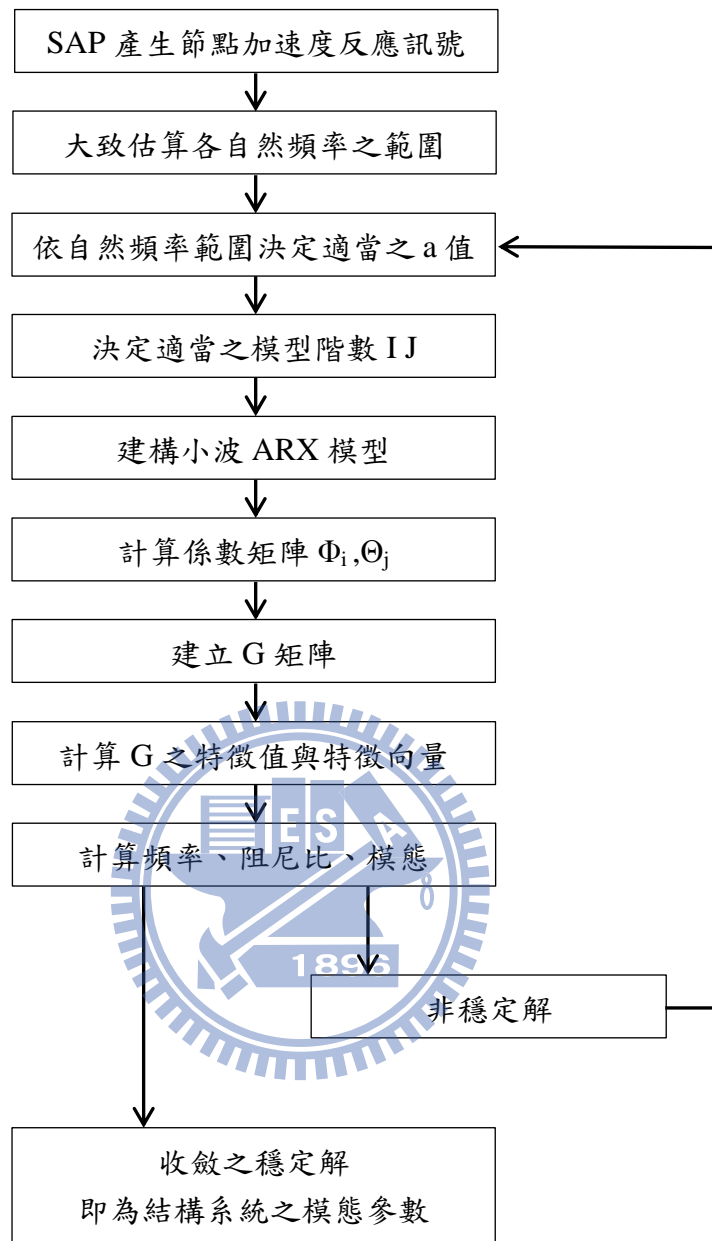 SAP 產生節點加速度反應訊號
大致估算各自然頻率之範圍
依自然頻率範圍決定適當之 a 值
決定適當之模型階數 I J
建構小波 ARX 模型
計算係數矩陣 Φi ,Θj
建立 G 矩陣
計算 G 之特徵值與特徵向量
E S A
計算頻率、阻尼比、模態
1896
非穩定解
收斂之穩定解
即為結構系統之模態參數